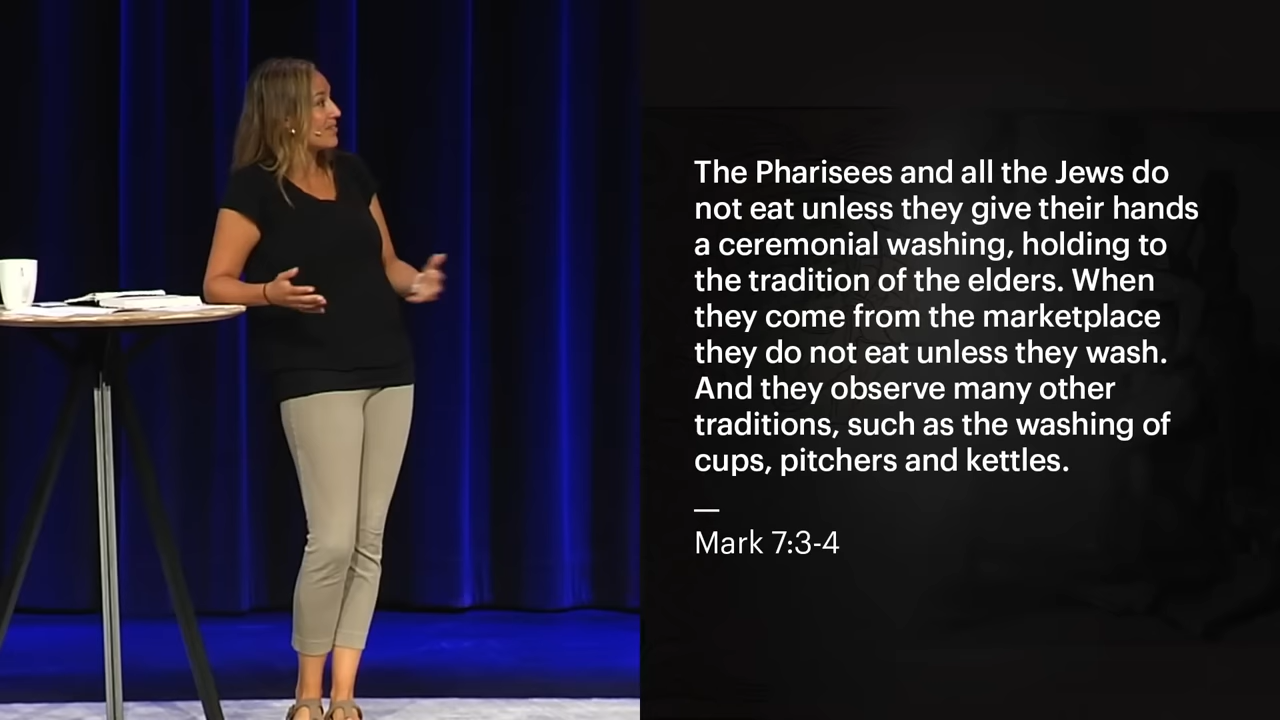 The Pharisees and all the Jews do
not eat unless they give their hands
a ceremonial washing, holding to
the tradition of the elders. When
they come from the marketplace
they do not eat unless they wash.
And they observe many other
traditions, such as the washing of
cups, pitchers and kettles.
—
Mark 7:3-4